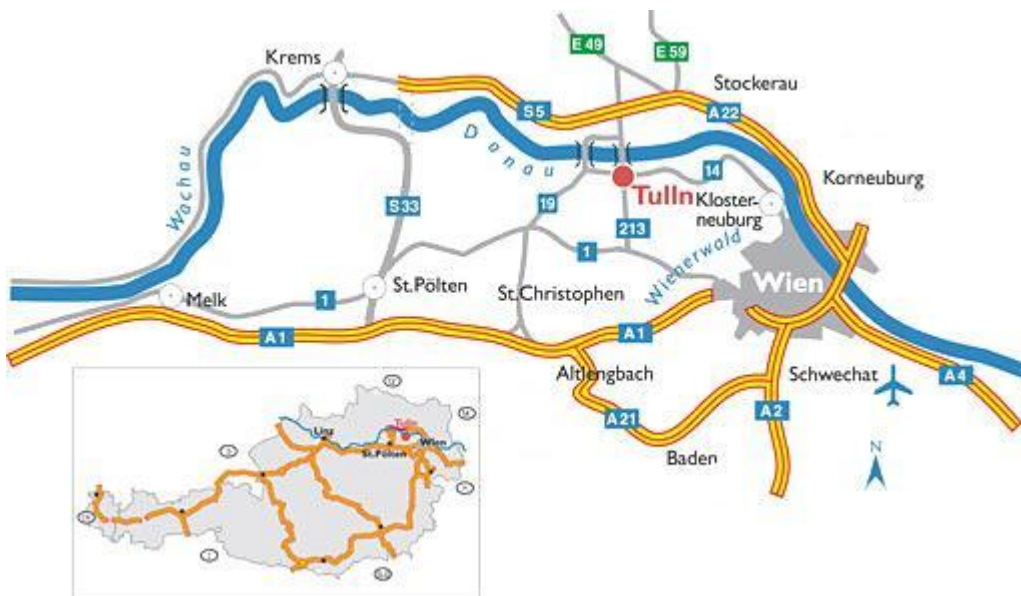 E 49
E 59
Krems
Stockerau
S5
A22
Donau
Wachau
14
Korneuburg
Tulln
Kloster-
neuburg
S33
19
213
1
Wienerwald
Wien
St.Pölten
St.Christophen
Melk
1
A1
A1
Altlengbach
Schwechat
A4
A2
A21
Baden
N
Linz
Tulln
Wien
St.Pölten